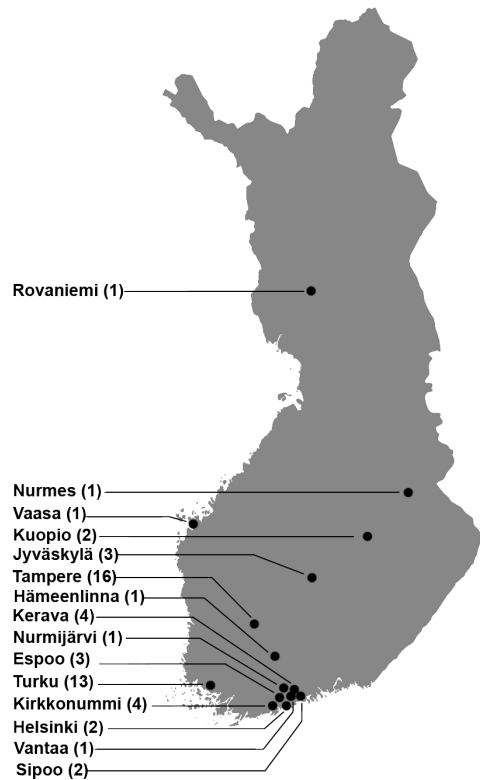 Rovaniemi (1)
Nurmes (1)
Vaasa (1)
Kuopio (2)
Jyväskylä (3)
Tampere (16)
Hämeenlinna (1)
Kerava (4)
Nurmijärvi (1)
Espoo (3)
Turku (13)
Kirkkonummi (4)
Helsinki (2)
Vantaa (1)
Sipoo (2)